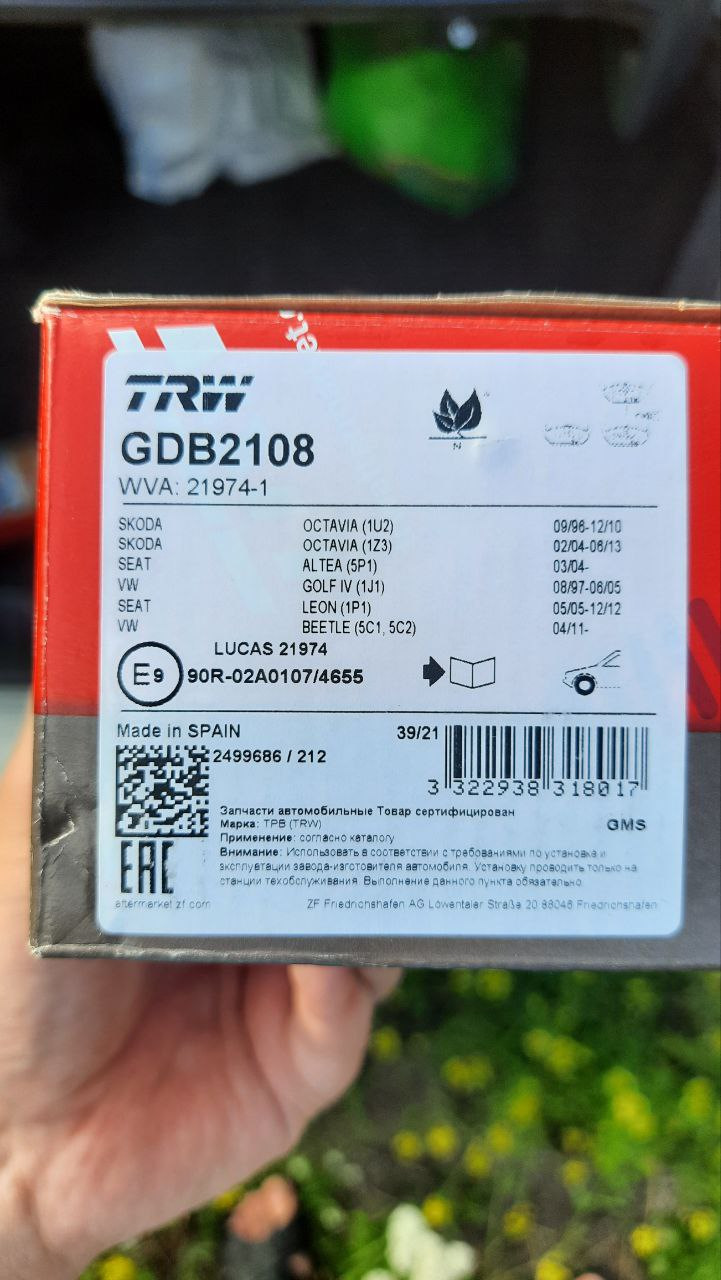 TRW
GDB2108
WVA: 21974-1
SKODA OCTAVIA (1U2) 09/96-12/10
SKODA OCTAVIA (1Z3) 02/04-06/13
SEAT ALTEA (5P1) 03/04-
VW GOLF IV (1J1) 08/97-06/05
SEAT LEON (1P1) 05/05-12/12
VW BEETLE (5C1, 5C2) 04/11-
LUCAS 21974
E9 90R-02A0107/4655
Made in SPAIN 39/21
2499686 / 212
3 322938 318017
Запчасти автомобильные Товар сертифицирован
Марка: ТРВ (TRW) GMS
Применение: согласно каталогу
Внимание: Использовать в соответствии с требованиями по установке и
эксплуатации завода-изготовителя автомобиля. Установку проводить только на
станции техобслуживания. Выполнение данного пункта обязательно.
EAC
aftermarket.zf.com ZF Friedrichshafen AG Löwentaler Straße 20 88046 Friedrichshafen